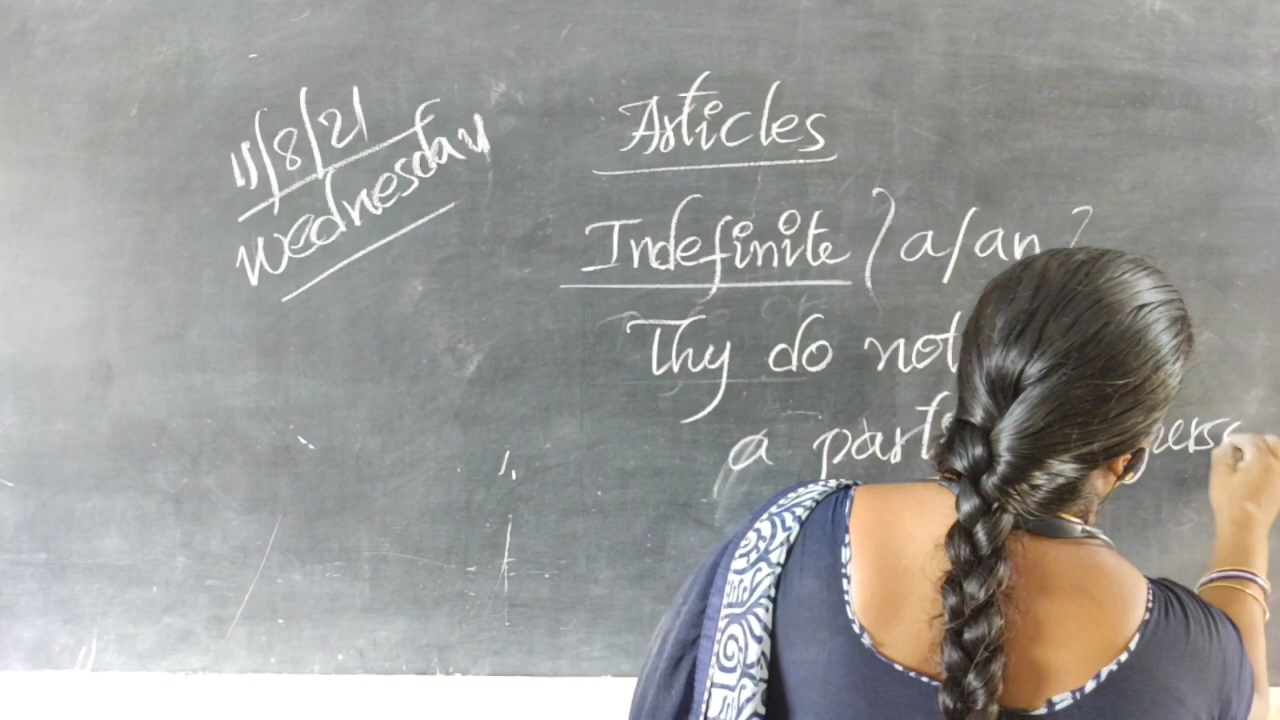 11/8/21
Wednesday
Articles
Indefinite (a/an)
Thy do not
a